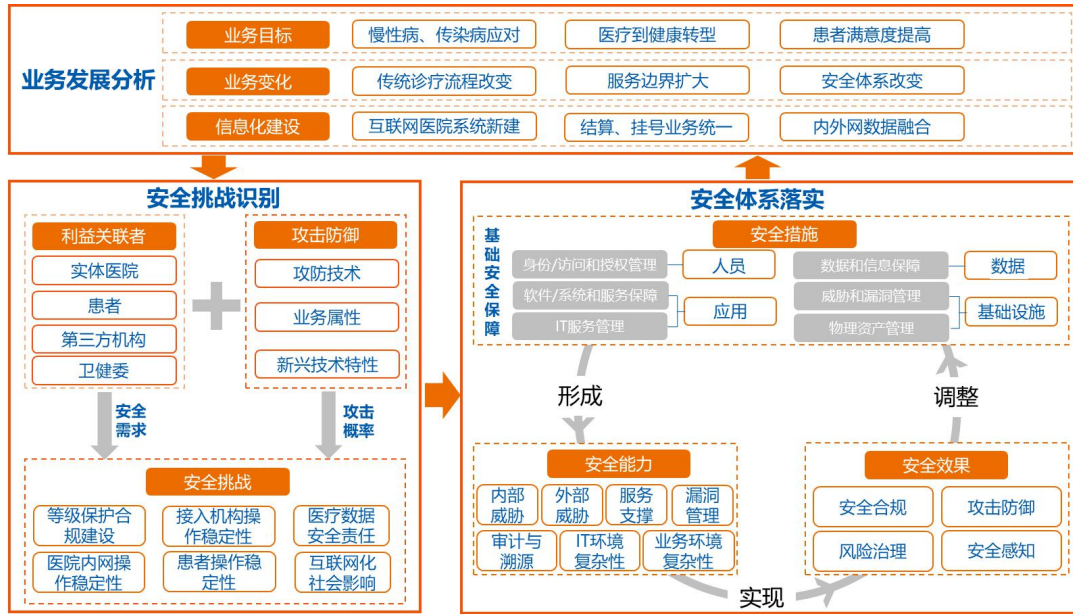 业务发展分析
业务目标
慢性病、传染病应对
医疗到健康转型
患者满意度提高
业务变化
传统诊疗流程改变
服务边界扩大
安全体系改变
信息化建设
互联网医院系统新建
结算、挂号业务统一
内外网数据融合
安全挑战识别
利益关联者
实体医院
患者
第三方机构
卫健委
攻击防御
攻防技术
业务属性
新兴技术特性
安全
需求
攻击
概率
安全挑战
等级保护合
规建设
接入机构操
作稳定性
医疗数据
安全责任
医院内网操
作稳定性
患者操作稳
定性
互联网化
社会影响
安全体系落实
基础安全保障
安全措施
身份/访问和授权管理
人员
软件/系统和服务保障
IT服务管理
应用
数据和信息保障
数据
威胁和漏洞管理
物理资产管理
基础设施
形成
调整
安全能力
内部
威胁
外部
威胁
服务
支撑
漏洞
管理
审计与
溯源
IT环境
复杂性
业务环境
复杂性
安全效果
安全合规
攻击防御
风险治理
安全感知
实现